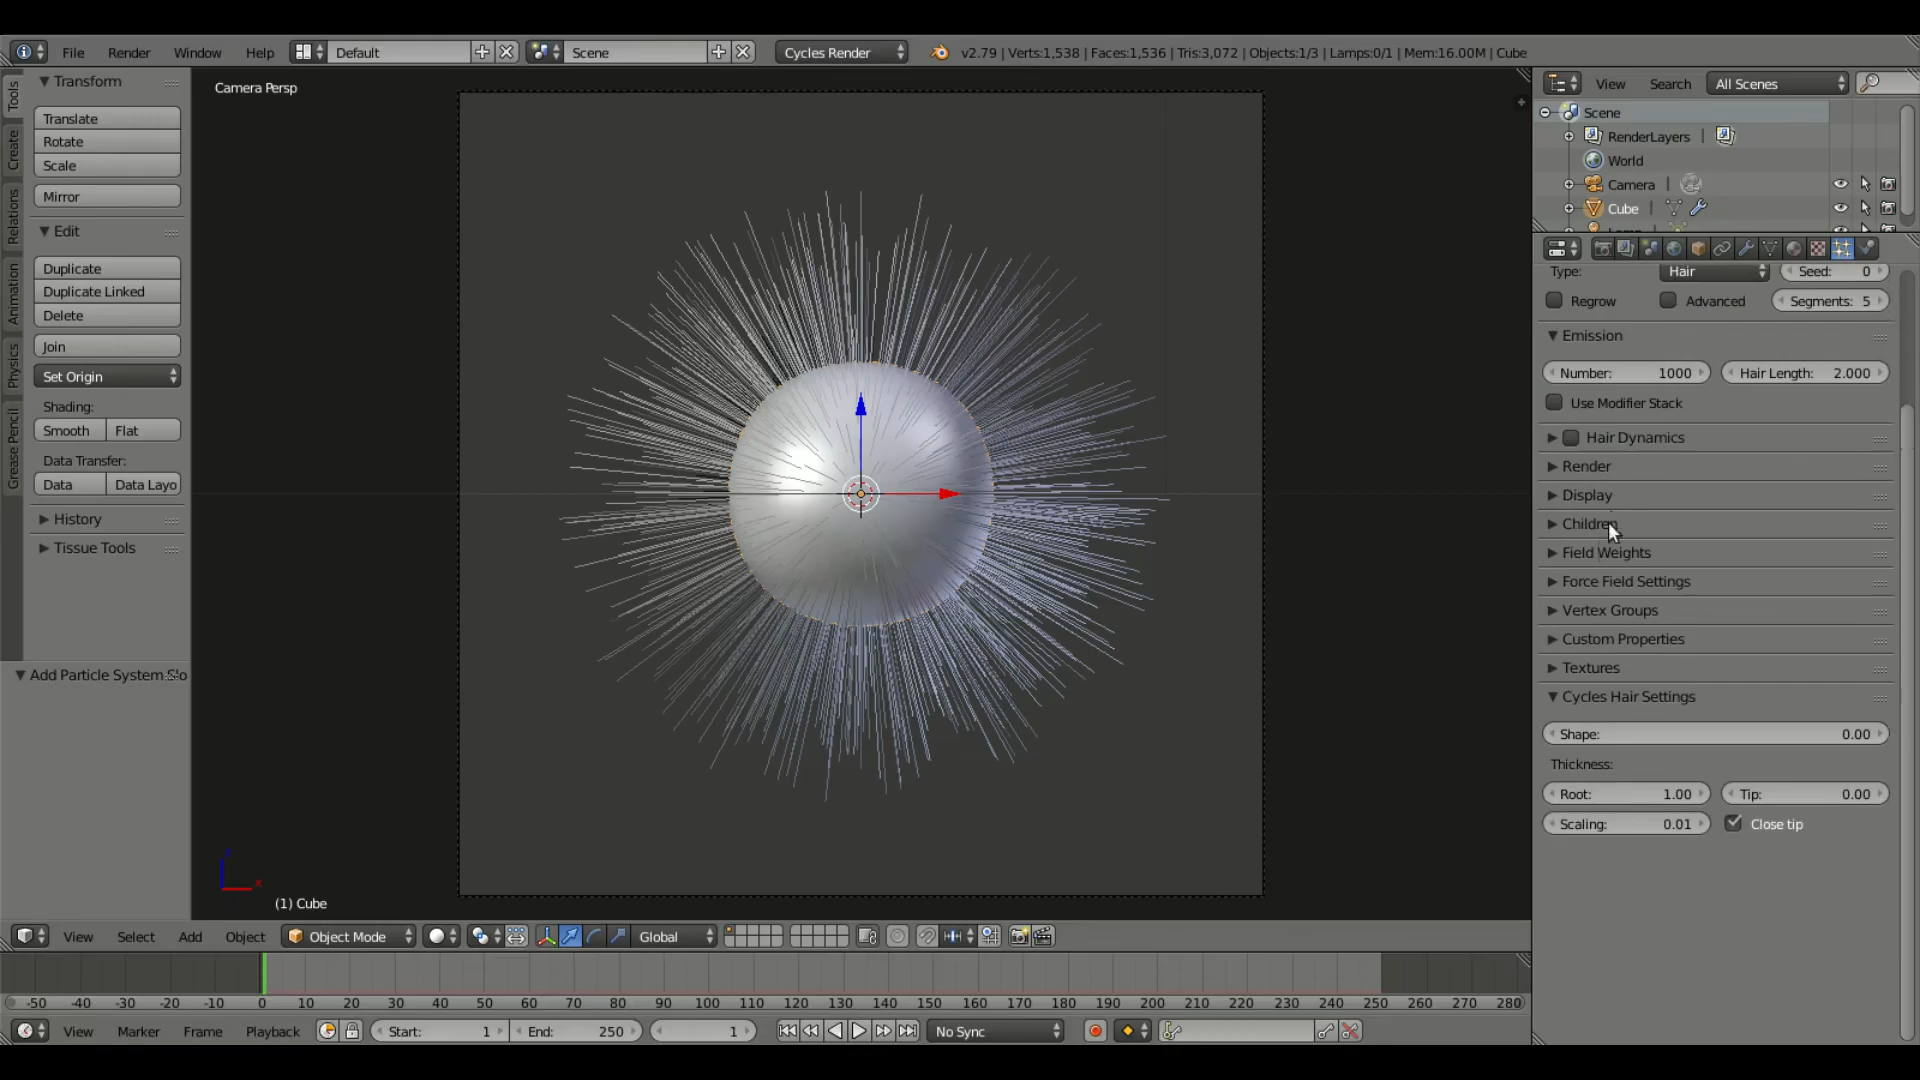 File Render Window Help Default Scene Cycles Render v2.79 | Verts:1,538 | Faces:1,536 | Tris:3,072 | Objects:1/3 | Lamps:0/1 | Mem:16.00M | Cube
Tools
Create
Relations
Animation
Physics
Grease Pencil
Transform
Translate
Rotate
Scale
Mirror
Edit
Duplicate
Duplicate Linked
Delete
Join
Set Origin
Shading:
Smooth Flat
Data Transfer:
Data Data Layo
History
Tissue Tools
Add Particle System Slo
Camera Persp
(1) Cube
View Search All Scenes
Scene
RenderLayers
World
Camera
Cube
Type: Hair Seed: 0
Regrow Advanced Segments: 5
Emission
Number: 1000 Hair Length: 2.000
Use Modifier Stack
Hair Dynamics
Render
Display
Children
Field Weights
Force Field Settings
Vertex Groups
Custom Properties
Textures
Cycles Hair Settings
Shape: 0.00
Thickness:
Root: 1.00 Tip: 0.00
Scaling: 0.01 Close tip
View Select Add Object Object Mode Global
-50 -40 -30 -20 -10 0 10 20 30 40 50 60 70 80 90 100 110 120 130 140 150 160 170 180 190 200 210 220 230 240 250 260 270 280
View Marker Frame Playback Start: 1 End: 250 1 No Sync